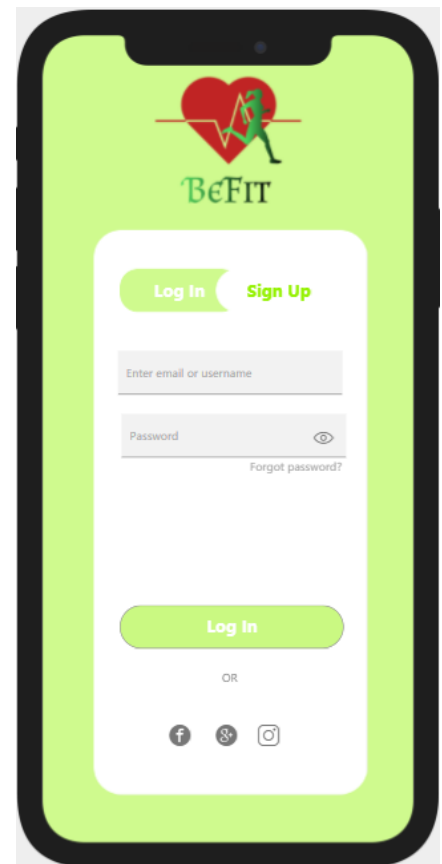 BeFit
Log In Sign Up
Enter email or username
Password
Forgot password?
Log In
OR
f g+